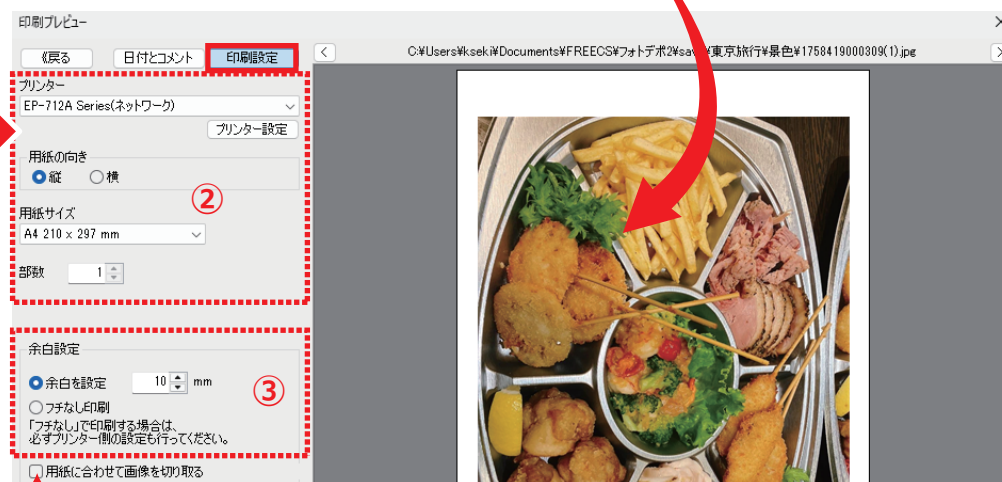 印刷プレビュー
《戻る 日付とコメント 印刷設定
C:¥Users¥kseki¥Documents¥FREECS¥フォトデポ2¥sav 東京旅行¥景色¥1758419000309(1).jpg
プリンター
EP-712A Series(ネットワーク)
プリンター設定
用紙の向き
縦 横
②
用紙サイズ
A4 210 x 297 mm
部数 1
余白設定
余白を設定 10 mm
③
フチなし印刷
「フチなし」で印刷する場合は、
必ずプリンター側の設定も行ってください。
用紙に合わせて画像を切り取る